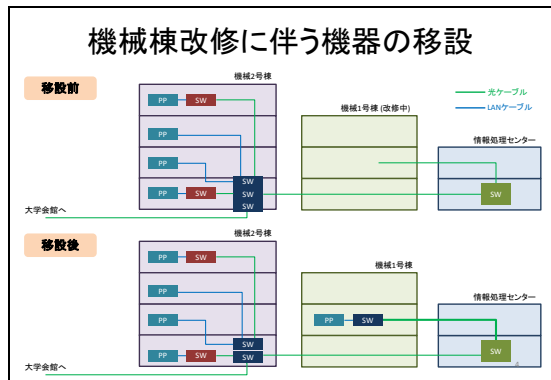 機械棟改修に伴う機器の移設
移設前
機械2号棟
光ケーブル
LANケーブル
機械1号棟 (改修中)
情報処理センター
PP SW
PP
PP
SW
PP SW SW SW
SW
大学会館へ
移設後
機械2号棟
機械1号棟
情報処理センター
PP SW
PP
PP PP SW
SW
PP SW SW SW
大学会館へ
4